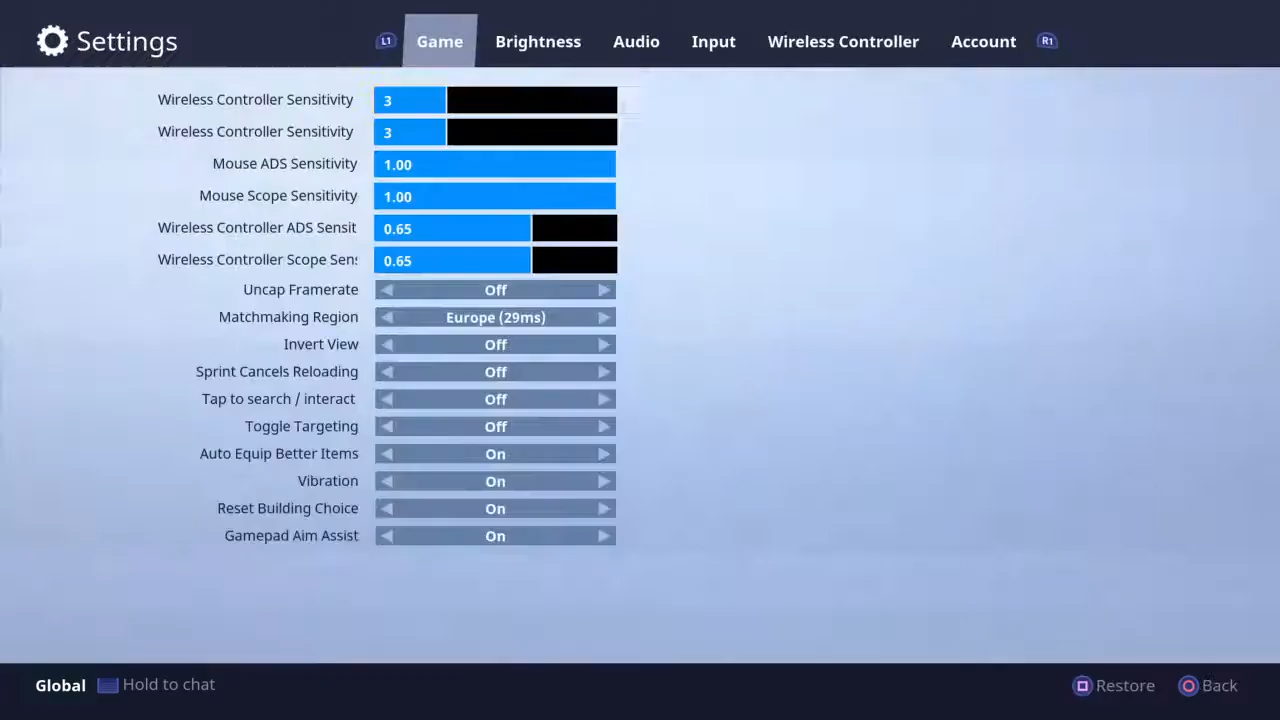 Settings
L1 Game Brightness Audio Input Wireless Controller Account R1
Wireless Controller Sensitivity 3
Wireless Controller Sensitivity 3
Mouse ADS Sensitivity 1.00
Mouse Scope Sensitivity 1.00
Wireless Controller ADS Sensit 0.65
Wireless Controller Scope Sens 0.65
Uncap Framerate Off
Matchmaking Region Europe (29ms)
Invert View Off
Sprint Cancels Reloading Off
Tap to search / interact Off
Toggle Targeting Off
Auto Equip Better Items On
Vibration On
Reset Building Choice On
Gamepad Aim Assist On
Global Hold to chat Restore Back